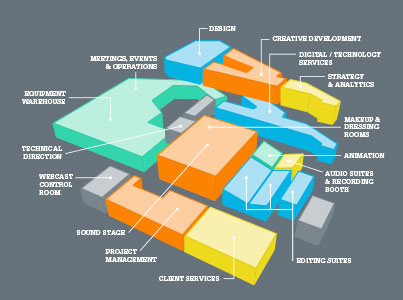 DESIGN
CREATIVE DEVELOPMENT
MEETINGS, EVENTS
& OPERATIONS
DIGITAL / TECHNOLOGY
SERVICES
STRATEGY
& ANALYTICS
EQUIPMENT
WAREHOUSE
MAKEUP &
DRESSING
ROOMS
TECHNICAL
DIRECTION
ANIMATION
WEBCAST
CONTROL
ROOM
AUDIO SUITES
& RECORDING
BOOTH
SOUND STAGE
PROJECT
MANAGEMENT
EDITING SUITES
CLIENT SERVICES